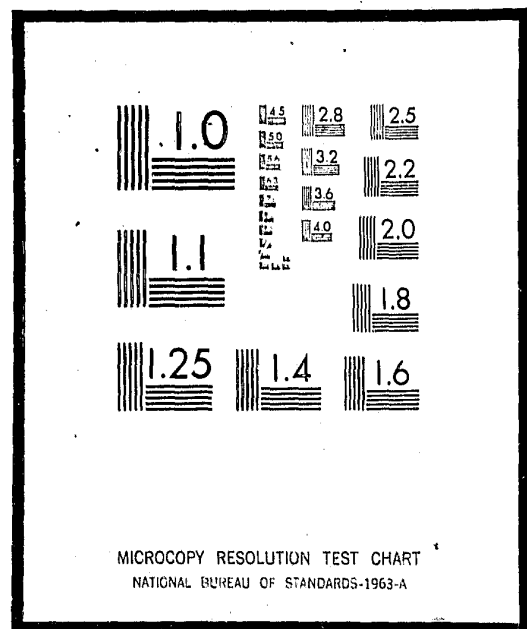 1.0 4.5 2.8 2.5
5.0 3.2 2.2
5.6 3.6
6.3 4.0 2.0
1.1
1.8
1.25 1.4 1.6
MICROCOPY RESOLUTION TEST CHART
NATIONAL BUREAU OF STANDARDS-1963-A